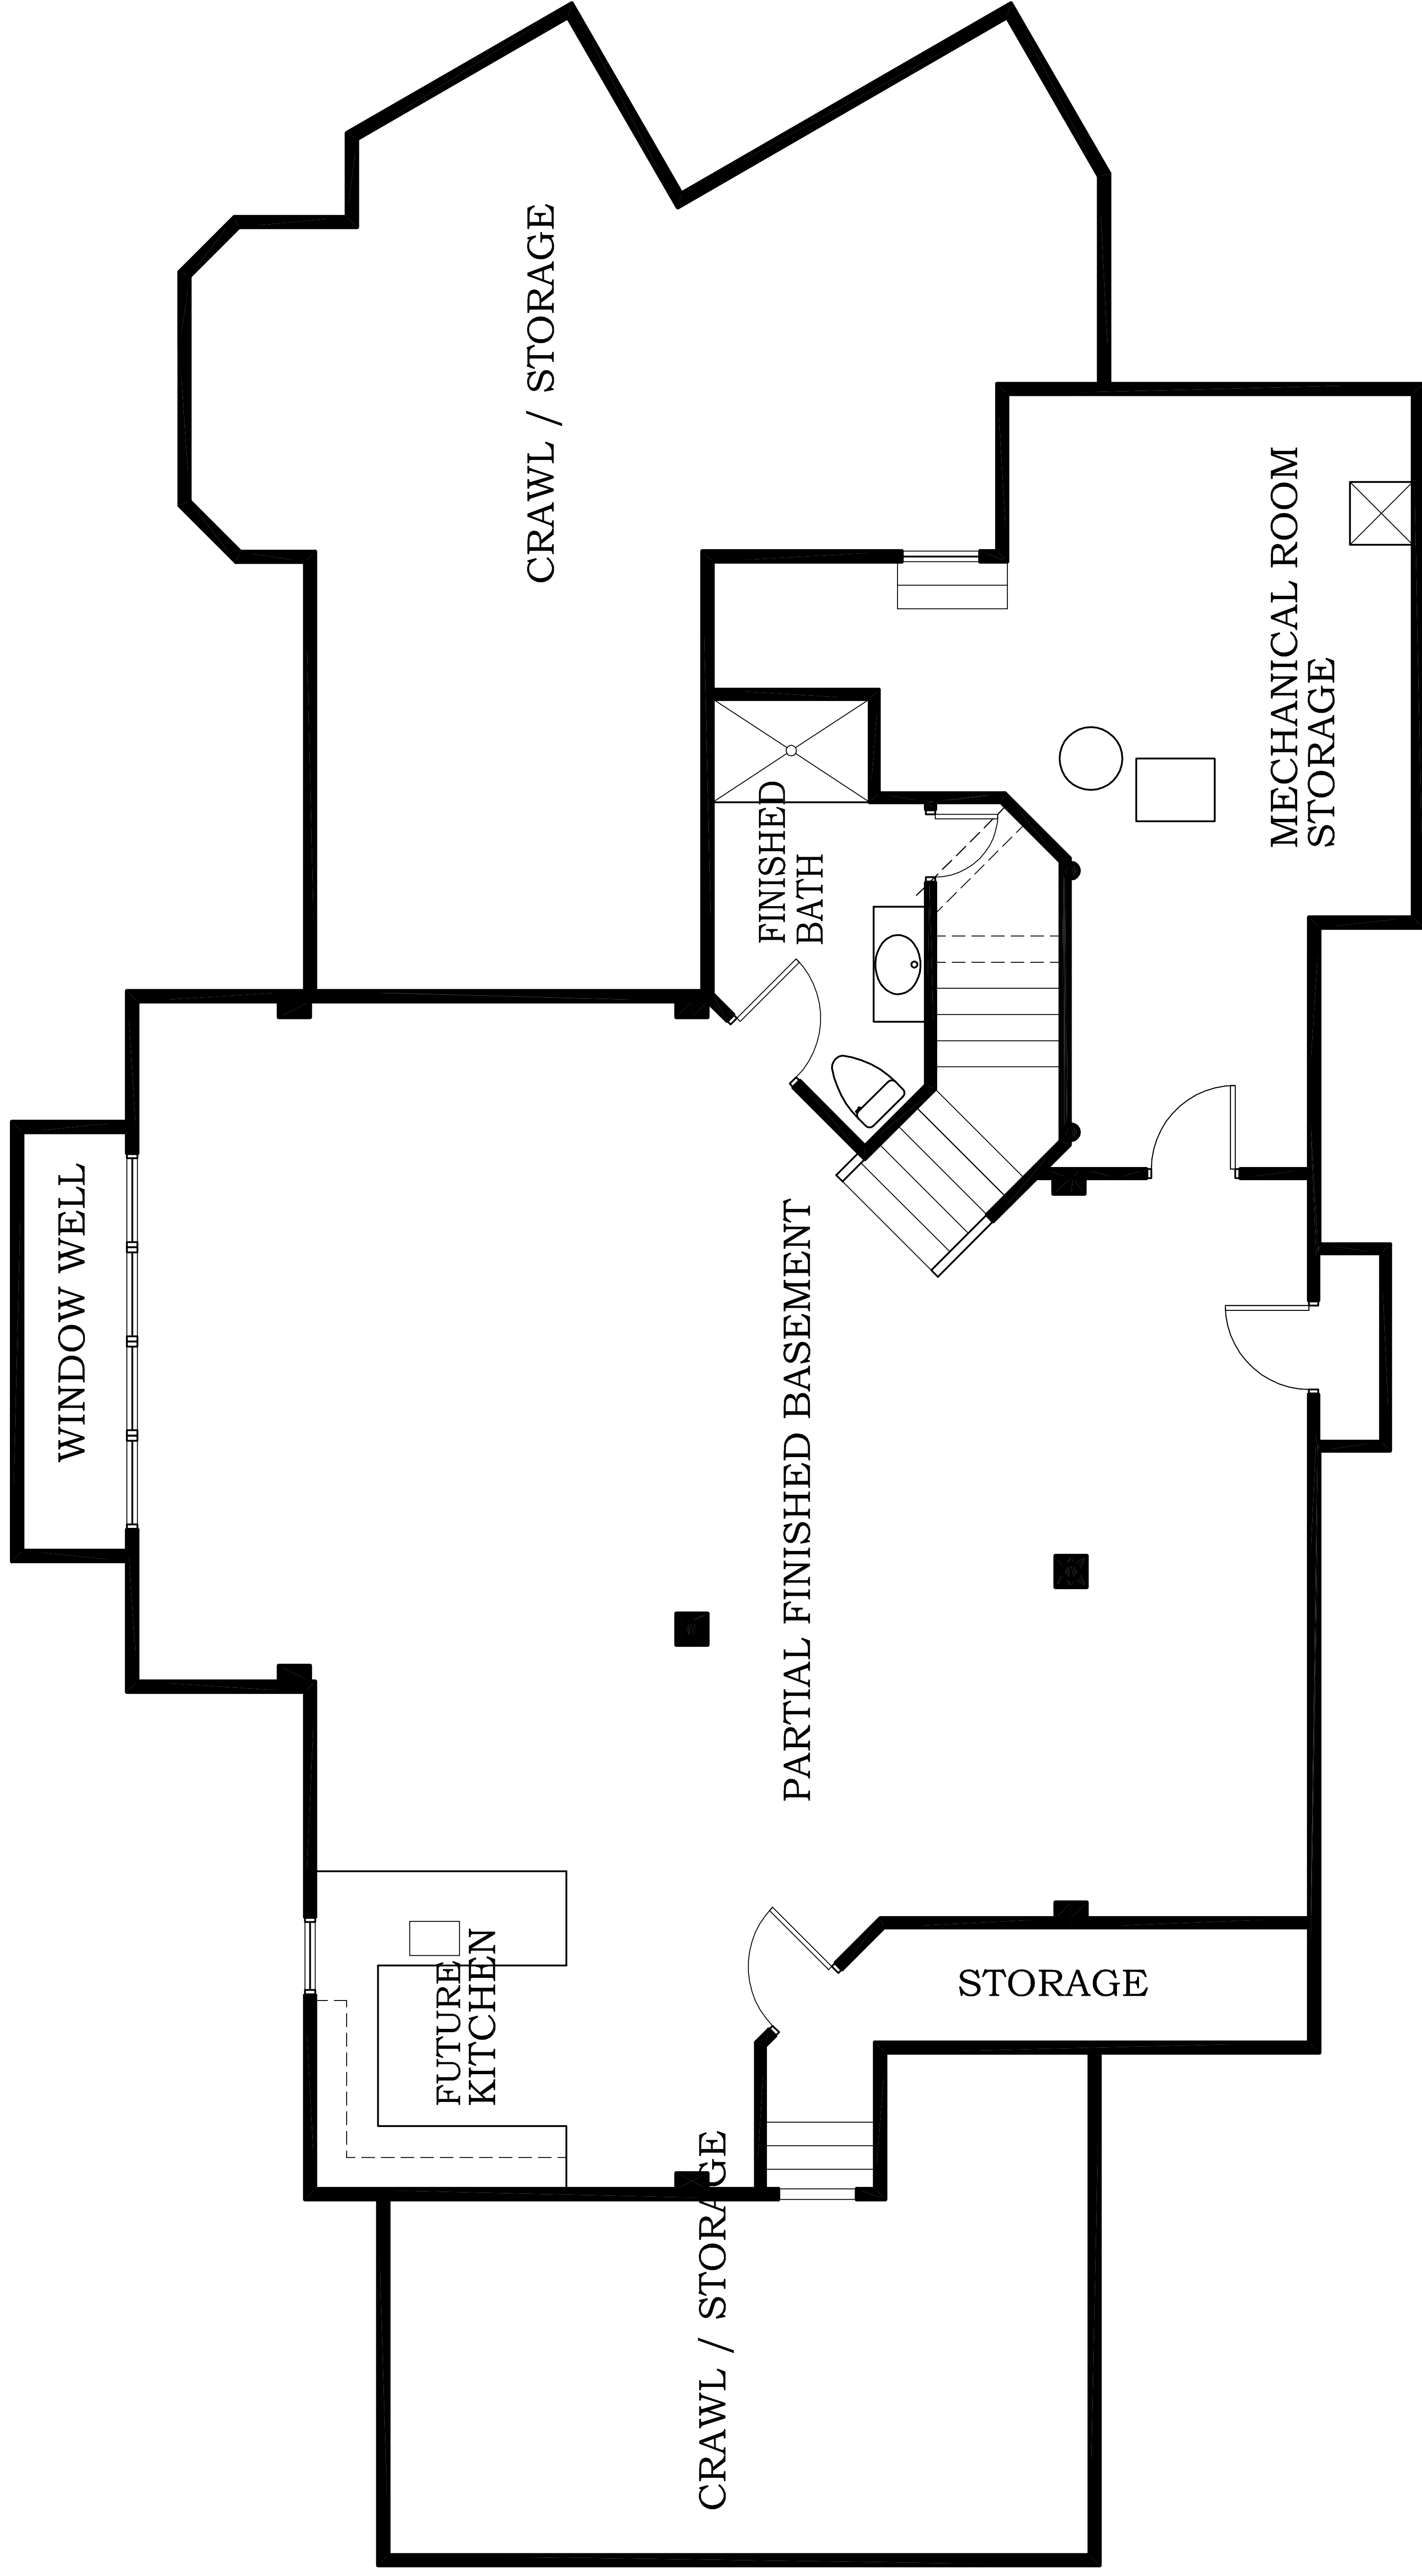 CRAWL / STORAGE
MECHANICAL ROOM
STORAGE
FINISHED
BATH
WINDOW WELL
PARTIAL FINISHED BASEMENT
FUTURE
KITCHEN
STORAGE
CRAWL / STORAGE